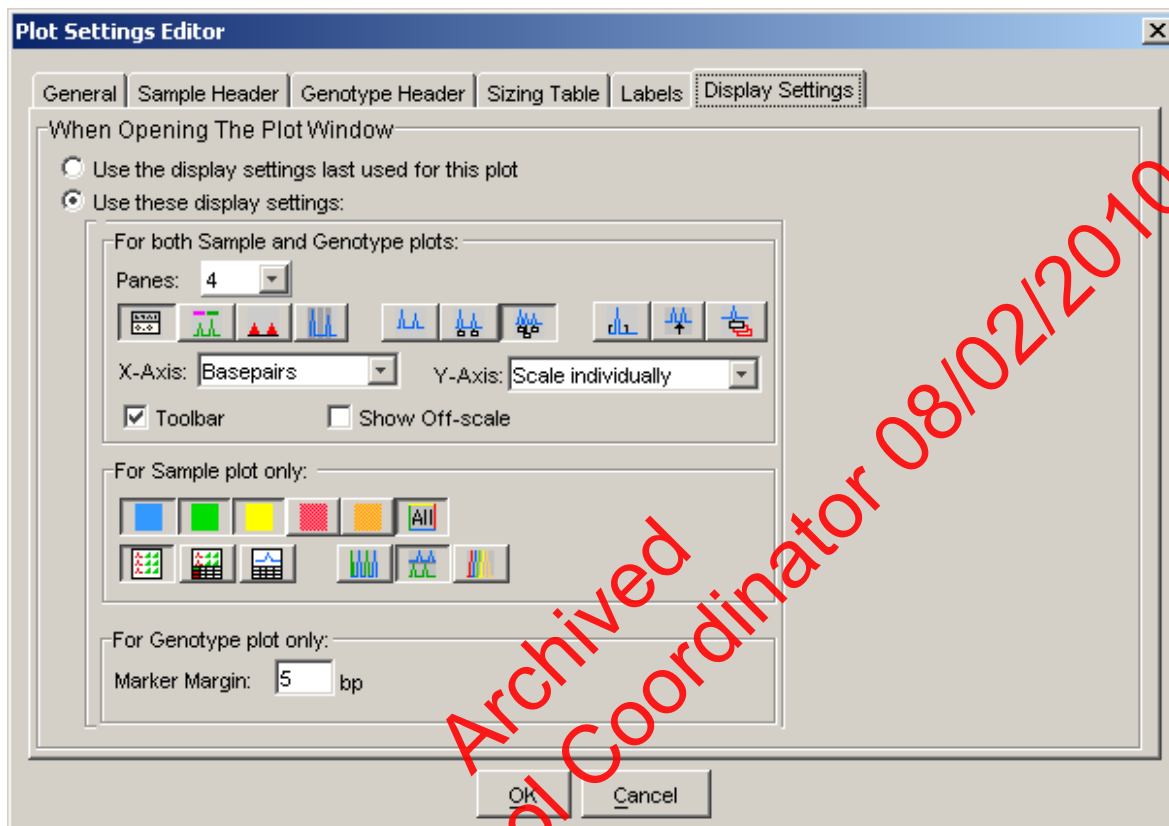 Plot Settings Editor
General Sample Header Genotype Header Sizing Table Labels Display Settings
When Opening The Plot Window
Use the display settings last used for this plot
Use these display settings:
For both Sample and Genotype plots:
Panes: 4
X-Axis: Basepairs Y-Axis: Scale individually
Toolbar Show Off-scale
For Sample plot only:
All
For Genotype plot only:
Marker Margin: 5 bp
OK Cancel
Archived
ol Coordinator 08/02/2010